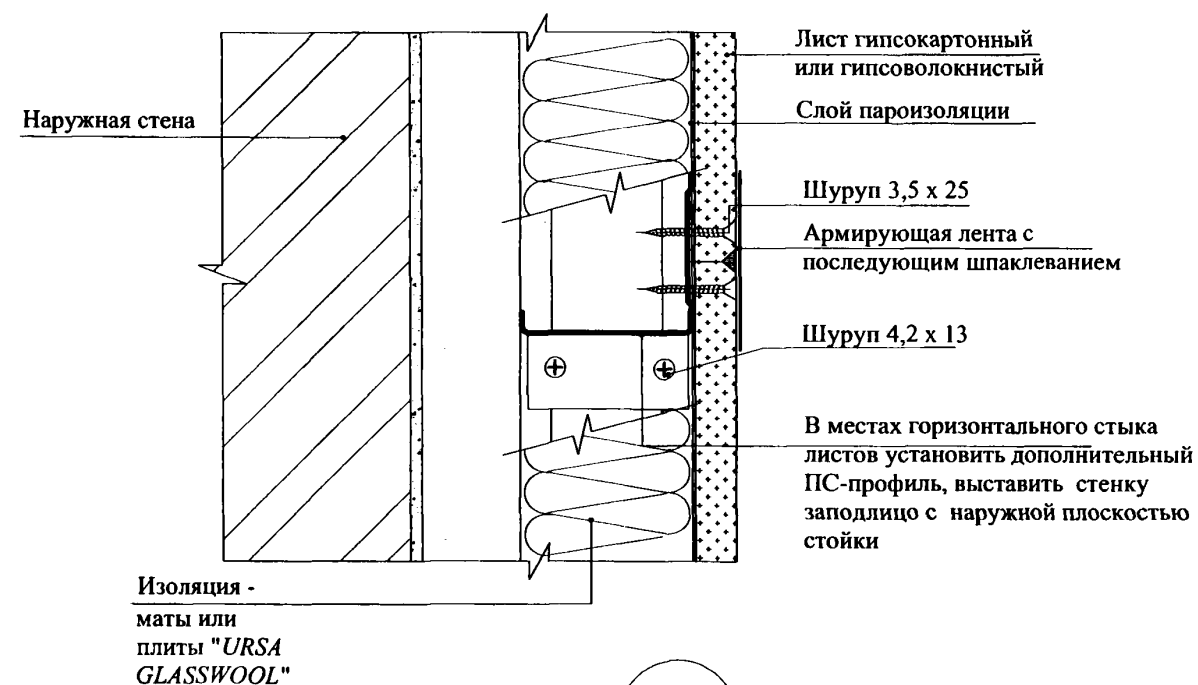 Лист гипсокартонный
или гипсоволокнистый
Слой пароизоляции
Наружная стена
Шуруп 3,5 х 25
Армирующая лента с
последующим шпаклеванием
Шуруп 4,2 х 13
В местах горизонтального стыка
листов установить дополнительный
ПС-профиль, выставить стенку
заподлицо с наружной плоскостью
стойки
Изоляция -
маты или
плиты "URSA
GLASSWOOL"